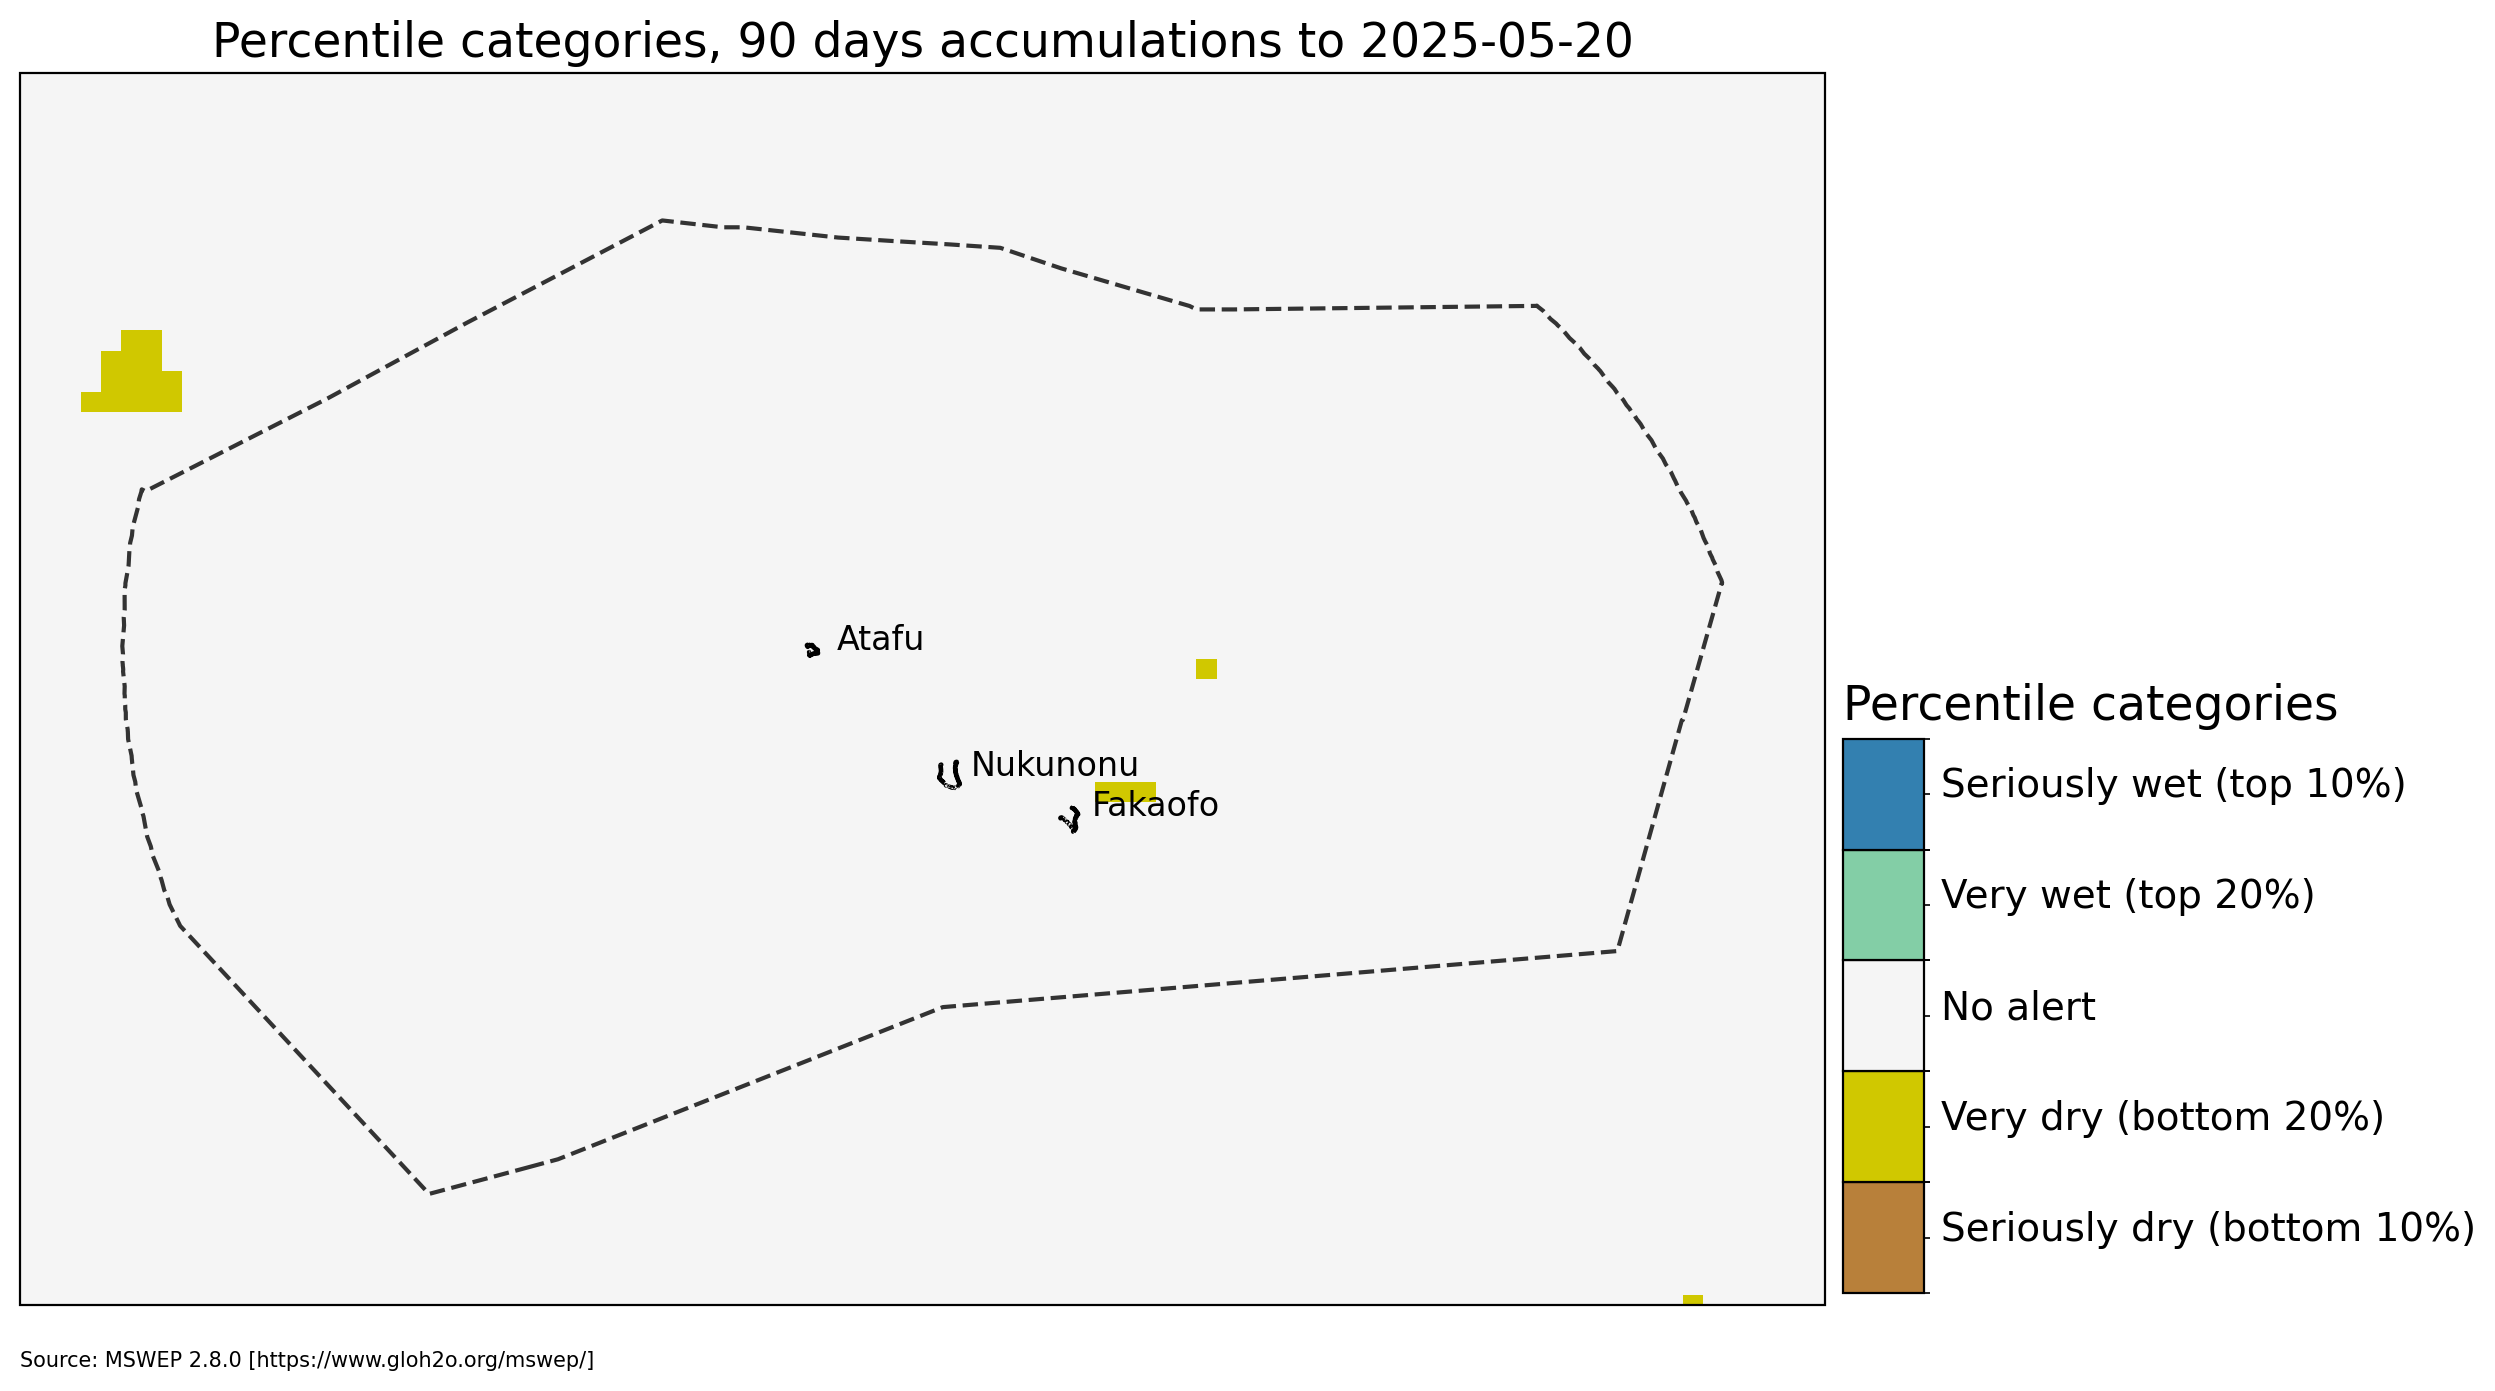 Percentile categories, 90 days accumulations to 2025-05-20
Atafu
Nukunonu
Fakaofo
Percentile categories
Seriously wet (top 10%)
Very wet (top 20%)
No alert
Very dry (bottom 20%)
Seriously dry (bottom 10%)
Source: MSWEP 2.8.0 [https://www.gloh2o.org/mswep/]